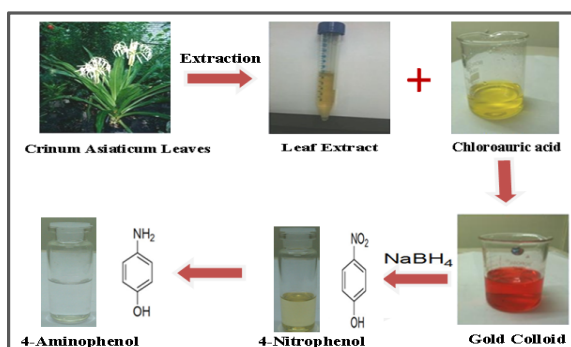 Extraction
+
Crinum Asiaticum Leaves
Leaf Extract
Chloroauric acid
NH₂
OH
4-Aminophenol
NO₂
OH
4-Nitrophenol
NaBH₄
Gold Colloid